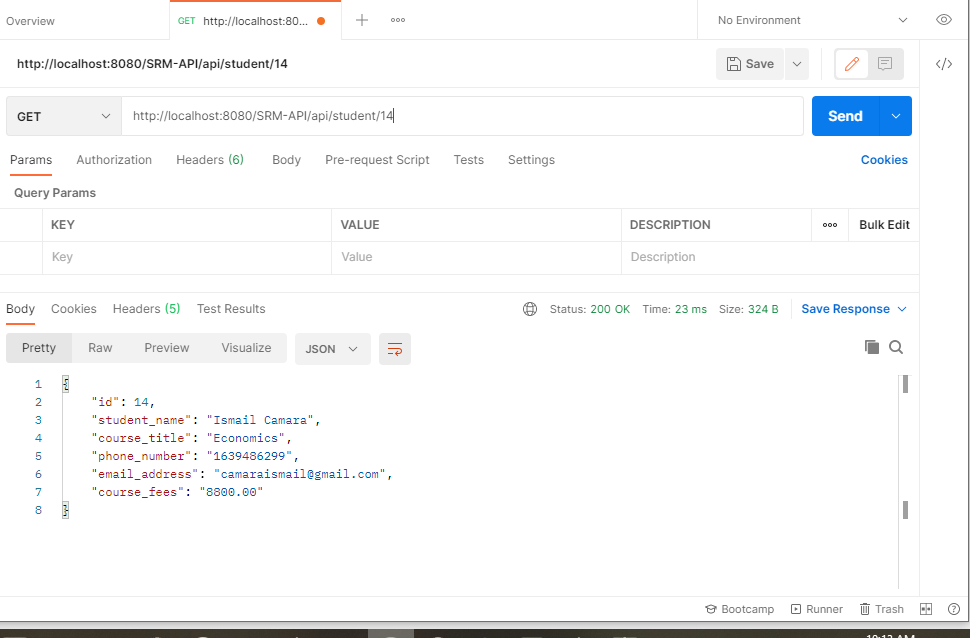 Overview
GET http://localhost:80...
No Environment
http://localhost:8080/SRM-API/api/student/14
Save
GET
http://localhost:8080/SRM-API/api/student/14
Send
Params Authorization Headers (6) Body Pre-request Script Tests Settings Cookies
Query Params
KEY VALUE DESCRIPTION Bulk Edit
Key Value Description
Body Cookies Headers (5) Test Results Status: 200 OK Time: 23 ms Size: 324 B Save Response
Pretty Raw Preview Visualize JSON
1 {
2 "id": 14,
3 "student_name": "Ismail Camara",
4 "course_title": "Economics",
5 "phone_number": "1639486299",
6 "email_address": "camaraismail@gmail.com",
7 "course_fees": "8800.00"
8 }
Bootcamp Runner Trash